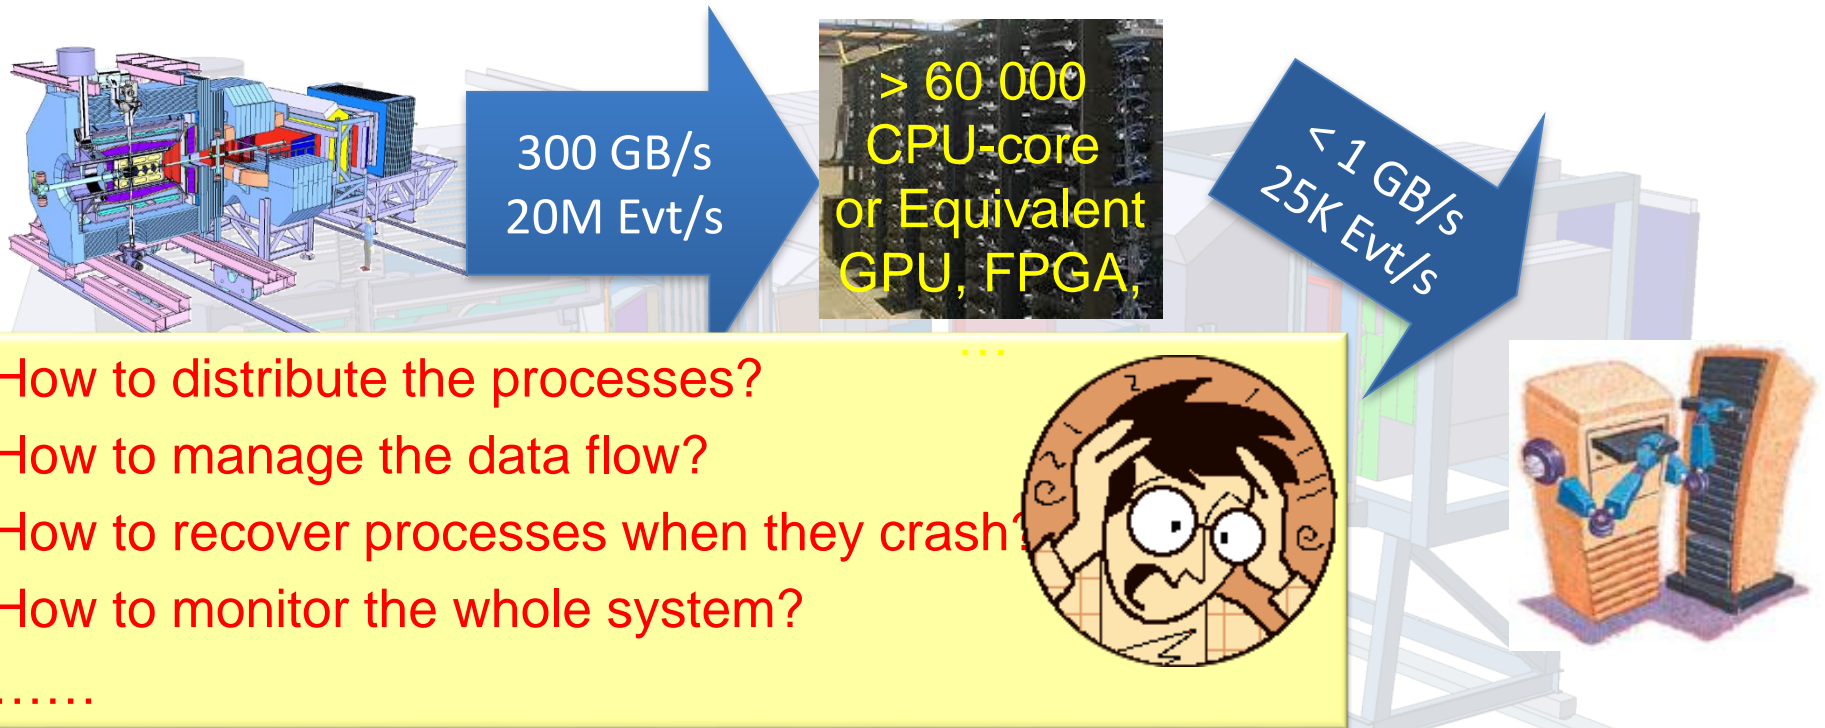 300 GB/s
20M Evt/s
> 60 000
CPU-core
or Equivalent
GPU, FPGA,
...
< 1 GB/s
25K Evt/s
How to distribute the processes?
How to manage the data flow?
How to recover processes when they crash?
How to monitor the whole system?
......